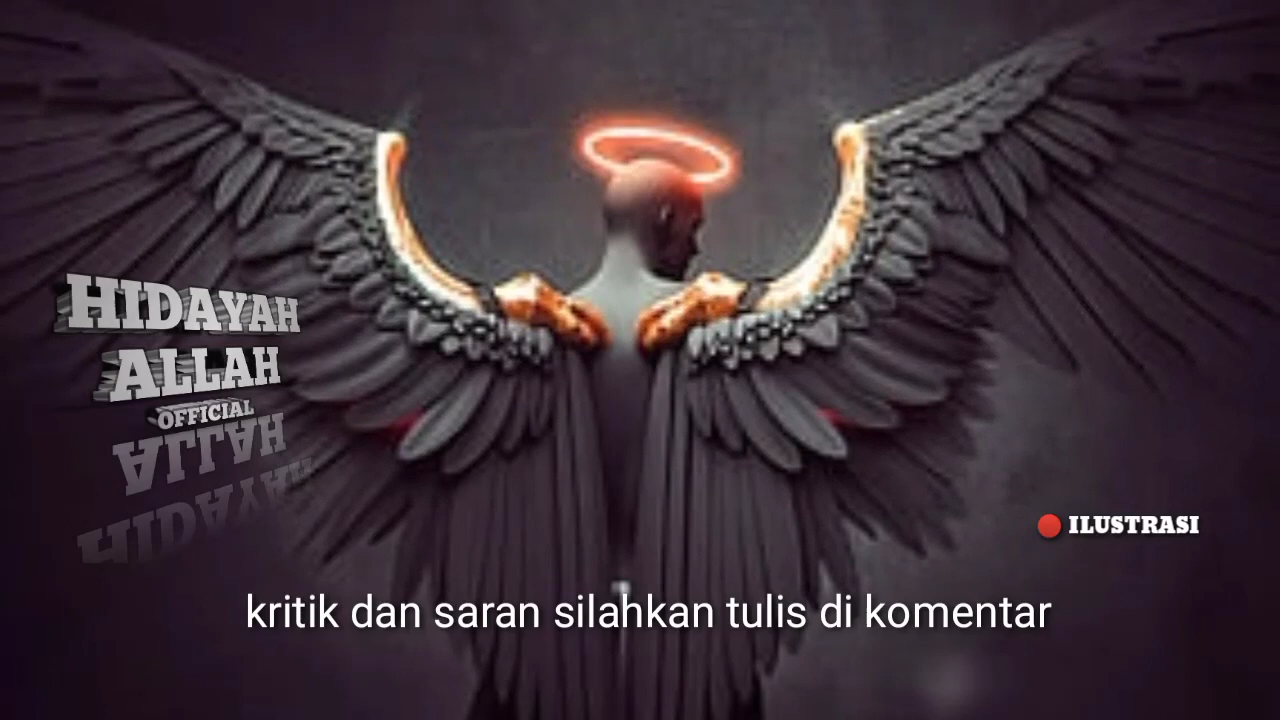 HIDAYAH
ALLAH
OFFICIAL
ILUSTRASI
kritik dan saran silahkan tulis di komentar